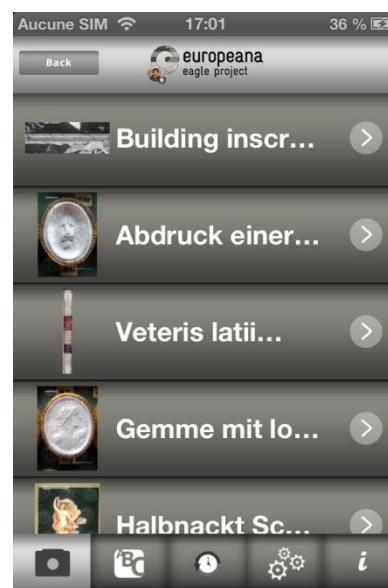 Aucune SIM 17:01 36 %
Back
europeana
eagle project
Building inscr...
Abdruck einer...
Veteris latii...
Gemme mit lo...
Halbnackt Sc...
ABC
i